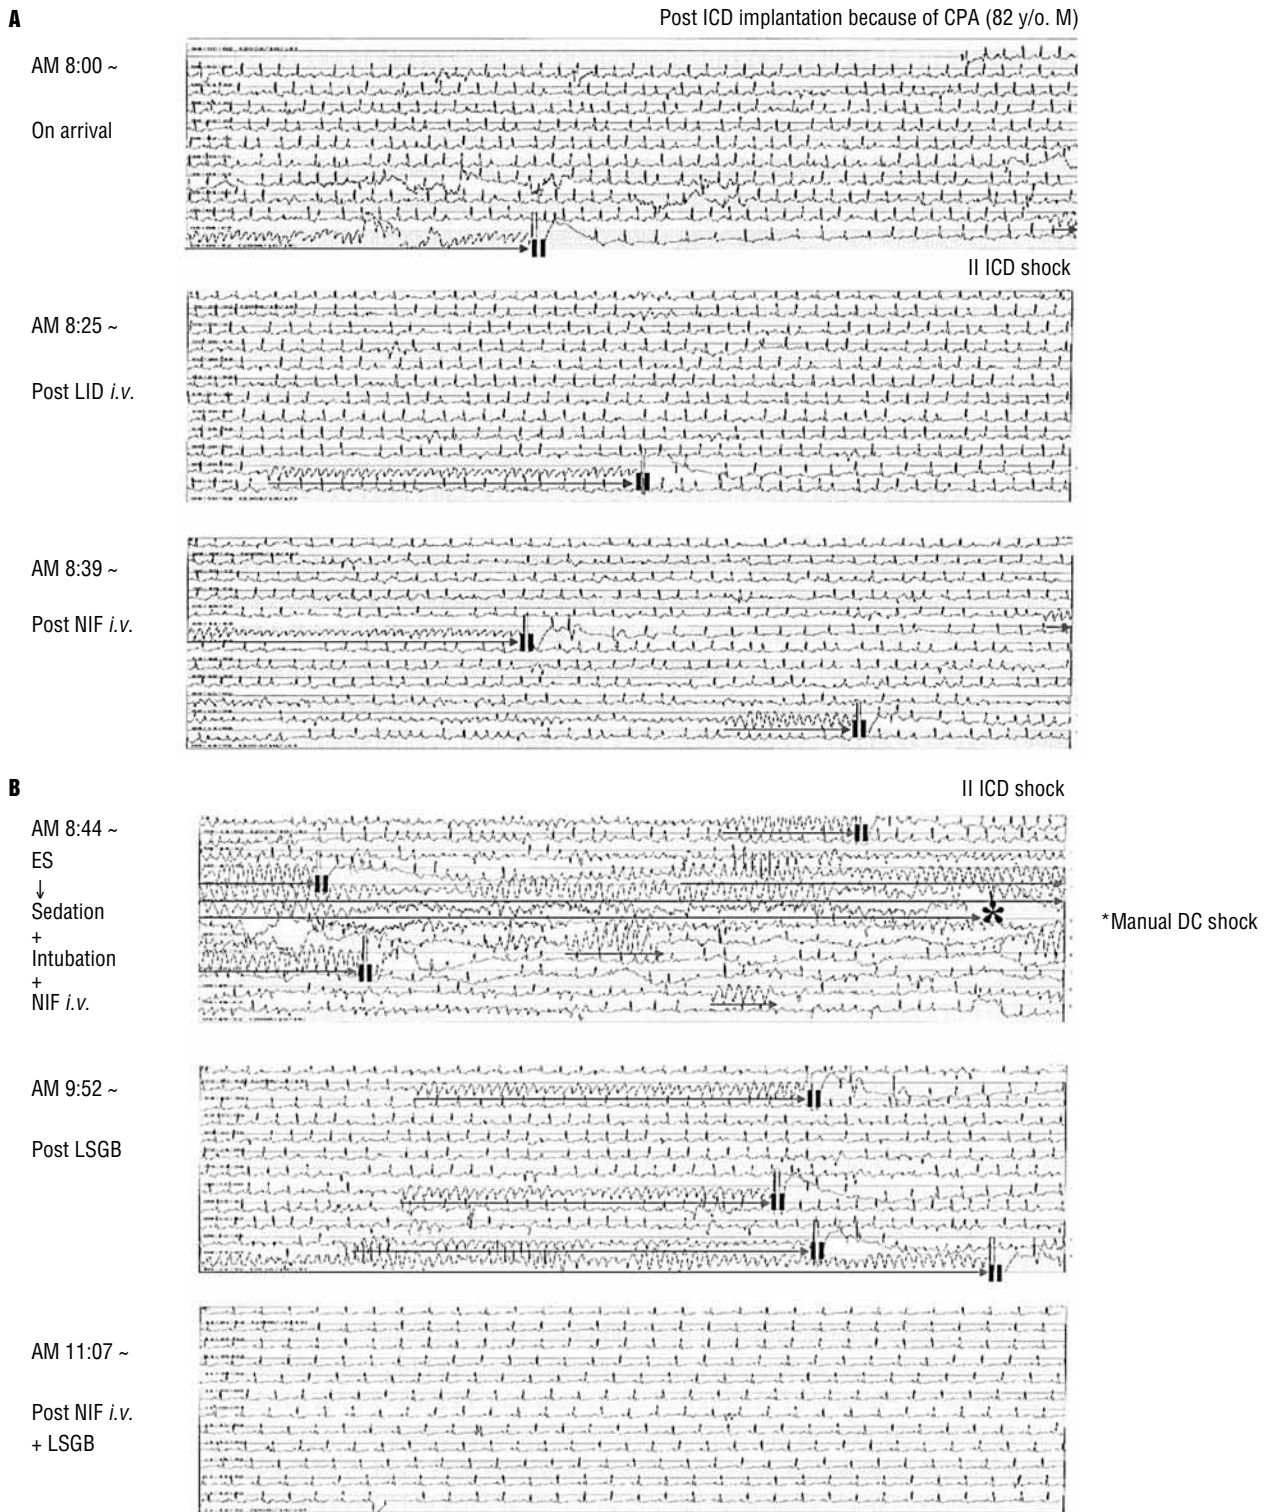 A
Post ICD implantation because of CPA (82 y/o. M)
AM 8:00 ~
On arrival
II ICD shock
AM 8:25 ~
Post LID i.v.
AM 8:39 ~
Post NIF i.v.
B
II ICD shock
AM 8:44 ~
ES
↓
Sedation
+
Intubation
+
NIF i.v.
*
*Manual DC shock
AM 9:52 ~
Post LSGB
AM 11:07 ~
Post NIF i.v.
+ LSGB